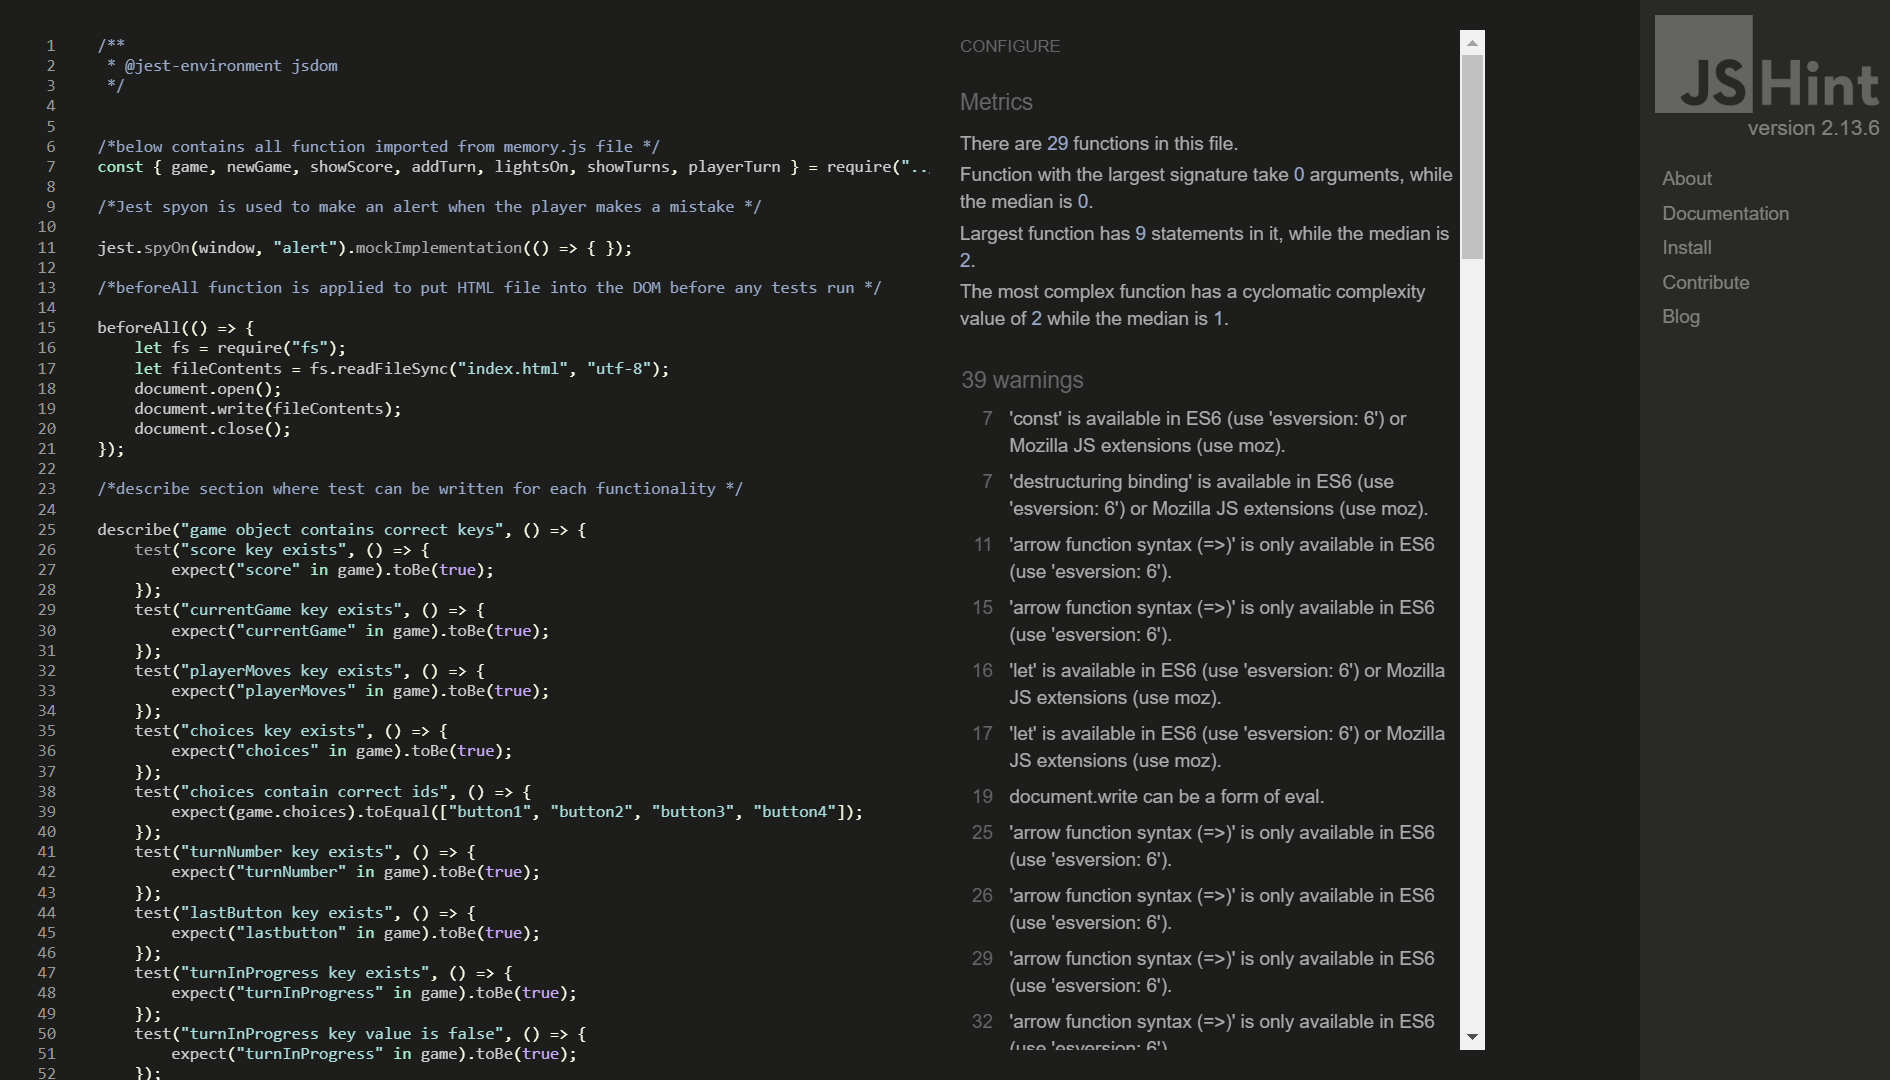 1 /**
2 * @jest-environment jsdom
3 */
4
5
6 /*below contains all function imported from memory.js file */
7 const { game, newGame, showScore, addTurn, lightsOn, showTurns, playerTurn } = require("..
8
9 /*Jest spyon is used to make an alert when the player makes a mistake */
10
11 jest.spyOn(window, "alert").mockImplementation(() => { });
12
13 /*beforeAll function is applied to put HTML file into the DOM before any tests run */
14
15 beforeAll(() => {
16 let fs = require("fs");
17 let fileContents = fs.readFileSync("index.html", "utf-8");
18 document.open();
19 document.write(fileContents);
20 document.close();
21 });
22
23 /*describe section where test can be written for each functionality */
24
25 describe("game object contains correct keys", () => {
26 test("score key exists", () => {
27 expect("score" in game).toBe(true);
28 });
29 test("currentGame key exists", () => {
30 expect("currentGame" in game).toBe(true);
31 });
32 test("playerMoves key exists", () => {
33 expect("playerMoves" in game).toBe(true);
34 });
35 test("choices key exists", () => {
36 expect("choices" in game).toBe(true);
37 });
38 test("choices contain correct ids", () => {
39 expect(game.choices).toEqual(["button1", "button2", "button3", "button4"]);
40 });
41 test("turnNumber key exists", () => {
42 expect("turnNumber" in game).toBe(true);
43 });
44 test("lastButton key exists", () => {
45 expect("lastbutton" in game).toBe(true);
46 });
47 test("turnInProgress key exists", () => {
48 expect("turnInProgress" in game).toBe(true);
49 });
50 test("turnInProgress key value is false", () => {
51 expect("turnInProgress" in game).toBe(true);
52 });
CONFIGURE
Metrics
There are 29 functions in this file.
Function with the largest signature take 0 arguments, while
the median is 0.
Largest function has 9 statements in it, while the median is
2.
The most complex function has a cyclomatic complexity
value of 2 while the median is 1.
39 warnings
7 'const' is available in ES6 (use 'esversion: 6') or
Mozilla JS extensions (use moz).
7 'destructuring binding' is available in ES6 (use
'esversion: 6') or Mozilla JS extensions (use moz).
11 'arrow function syntax (=>)' is only available in ES6
(use 'esversion: 6').
15 'arrow function syntax (=>)' is only available in ES6
(use 'esversion: 6').
16 'let' is available in ES6 (use 'esversion: 6') or Mozilla
JS extensions (use moz).
17 'let' is available in ES6 (use 'esversion: 6') or Mozilla
JS extensions (use moz).
19 document.write can be a form of eval.
25 'arrow function syntax (=>)' is only available in ES6
(use 'esversion: 6').
26 'arrow function syntax (=>)' is only available in ES6
(use 'esversion: 6').
29 'arrow function syntax (=>)' is only available in ES6
(use 'esversion: 6').
32 'arrow function syntax (=>)' is only available in ES6
(use 'esversion: 6')
JSHint
version 2.13.6
About
Documentation
Install
Contribute
Blog